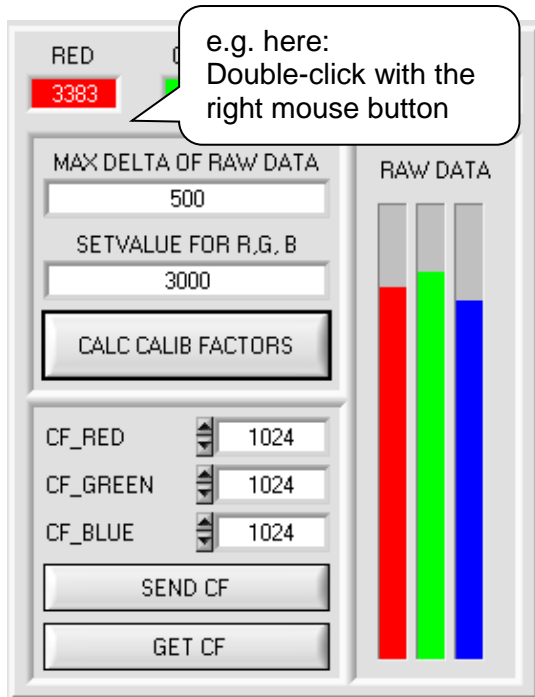 RED
3383
e.g. here:
Double-click with the
right mouse button
MAX DELTA OF RAW DATA
500
SETVALUE FOR R,G, B
3000
CALC CALIB FACTORS
CF_RED 1024
CF_GREEN 1024
CF_BLUE 1024
SEND CF
GET CF
RAW DATA